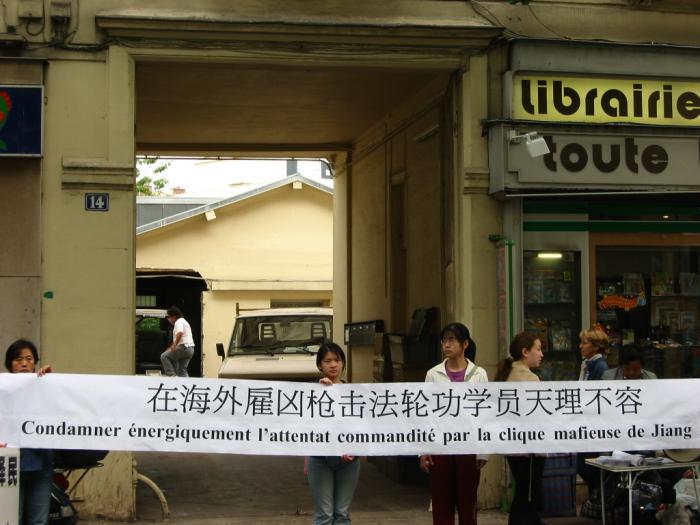 Librairie
toute
14
在海外雇凶枪击法轮功学员天理不容
Condamner énergiquement l'attentat commandité par la clique mafieuse de Jiang